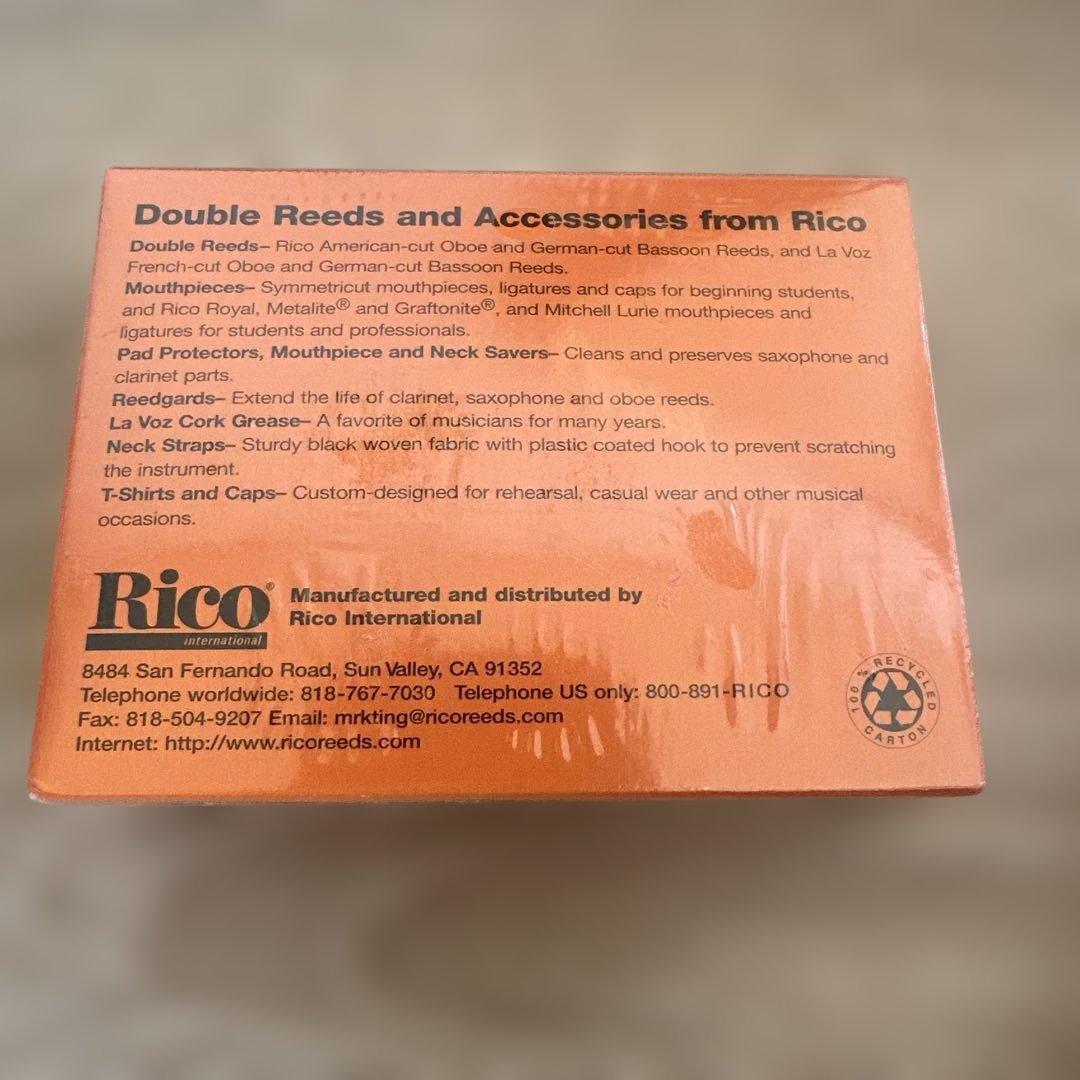 Double Reeds and Accessories from Rico
Double Reeds– Rico American-cut Oboe and German-cut Bassoon Reeds, and La Voz
French-cut Oboe and German-cut Bassoon Reeds.
Mouthpieces– Symmetricut mouthpieces, ligatures and caps for beginning students,
and Rico Royal, Metalite® and Graftonite®, and Mitchell Lurie mouthpieces and
ligatures for students and professionals.
Pad Protectors, Mouthpiece and Neck Savers– Cleans and preserves saxophone and
clarinet parts.
Reedgards– Extend the life of clarinet, saxophone and oboe reeds.
La Voz Cork Grease– A favorite of musicians for many years.
Neck Straps– Sturdy black woven fabric with plastic coated hook to prevent scratching
the instrument.
T-Shirts and Caps– Custom-designed for rehearsal, casual wear and other musical
occasions.
Rico®
international
Manufactured and distributed by
Rico International
8484 San Fernando Road, Sun Valley, CA 91352
Telephone worldwide: 818-767-7030 Telephone US only: 800-891-RICO
Fax: 818-504-9207 Email: mrkting@ricoreeds.com
Internet: http://www.ricoreeds.com
100 % RECYCLED
CARTON